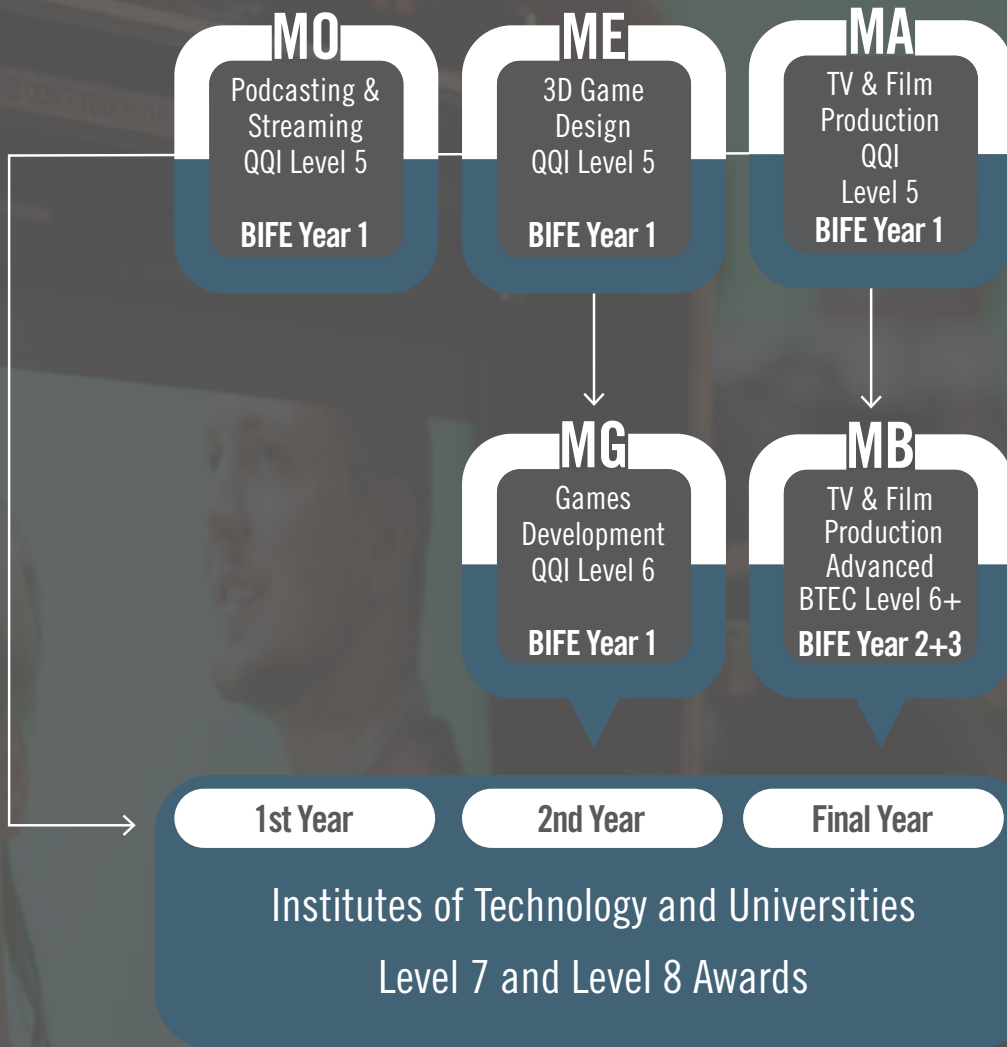 MO
Podcasting &
Streaming
QQI Level 5
BIFE Year 1
ME
3D Game
Design
QQI Level 5
BIFE Year 1
MA
TV & Film
Production
QQI
Level 5
BIFE Year 1
MG
Games
Development
QQI Level 6
BIFE Year 1
MB
TV & Film
Production
Advanced
BTEC Level 6+
BIFE Year 2+3
1st Year
2nd Year
Final Year
Institutes of Technology and Universities
Level 7 and Level 8 Awards